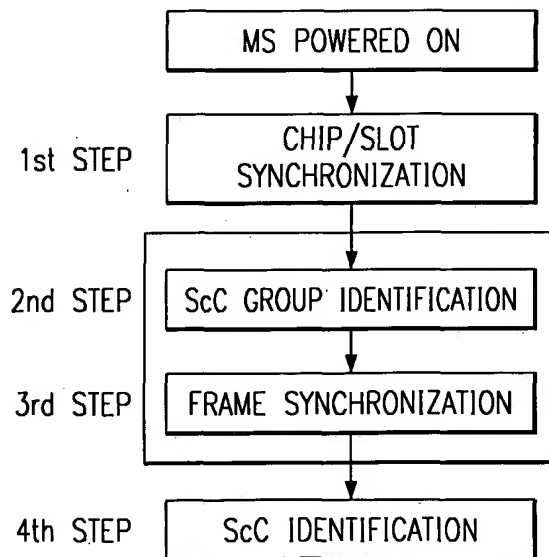 MS POWERED ON
1st STEP
CHIP/SLOT
SYNCHRONIZATION
2nd STEP
ScC GROUP IDENTIFICATION
3rd STEP
FRAME SYNCHRONIZATION
4th STEP
ScC IDENTIFICATION